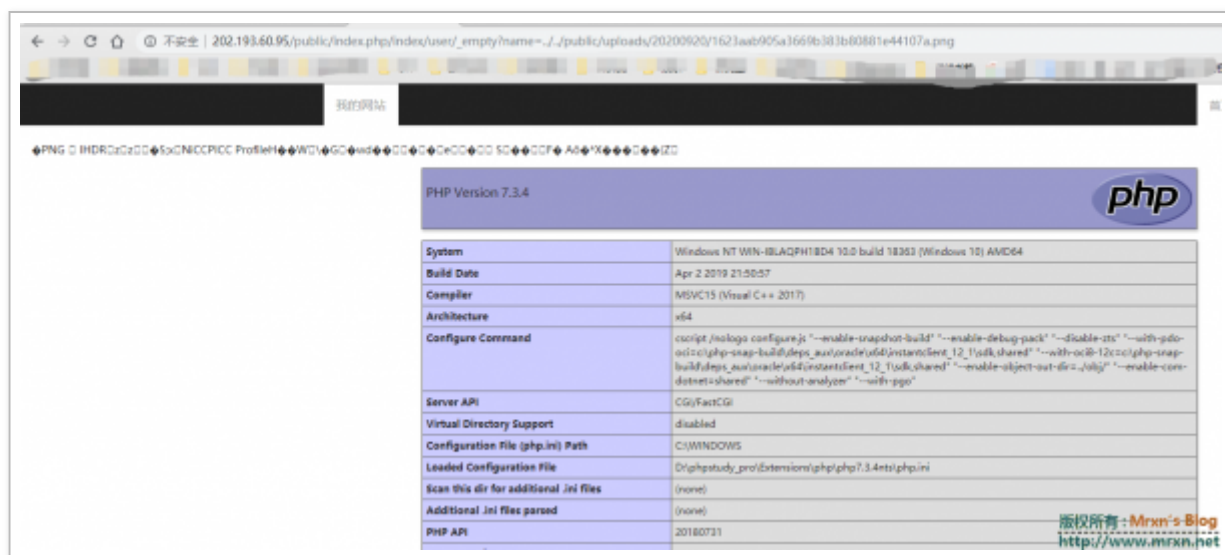 不安全 | 202.193.60.95/public/index.php/index/user/_empty?name=../../public/uploads/20200920/1623aab905a3669b383b80881e44107a.png
我的网站
首
PNG IHDR
ICCPICC Profile
PHP Version 7.3.4
php
System Windows NT WIN-IBLAQPH1BD4 10.0 build 18363 (Windows 10) AMD64
Build Date Apr 2 2019 21:50:57
Compiler MSVC15 (Visual C++ 2017)
Architecture x64
Configure Command cscript /nologo configure.js "--enable-snapshot-build" "--enable-debug-pack" "--disable-zts" "--with-pdo-
oci=c:\php-snap-build\deps_aux\oracle\x64\instantclient_12_1\sdk,shared" "--with-oci8-12c=c:\php-snap-
build\deps_aux\oracle\x64\instantclient_12_1\sdk,shared" "--enable-object-out-dir=../obj/" "--enable-com-
dotnet=shared" "--without-analyzer" "--with-pgo"
Server API CGI/FastCGI
Virtual Directory Support disabled
Configuration File (php.ini) Path C:\WINDOWS
Loaded Configuration File D:\phpstudy_pro\Extensions\php\php7.3.4nts\php.ini
Scan this dir for additional .ini files (none)
Additional .ini files parsed (none)
PHP API 20180731
版权所有 : Mrxn's Blog
http://www.mrxn.net